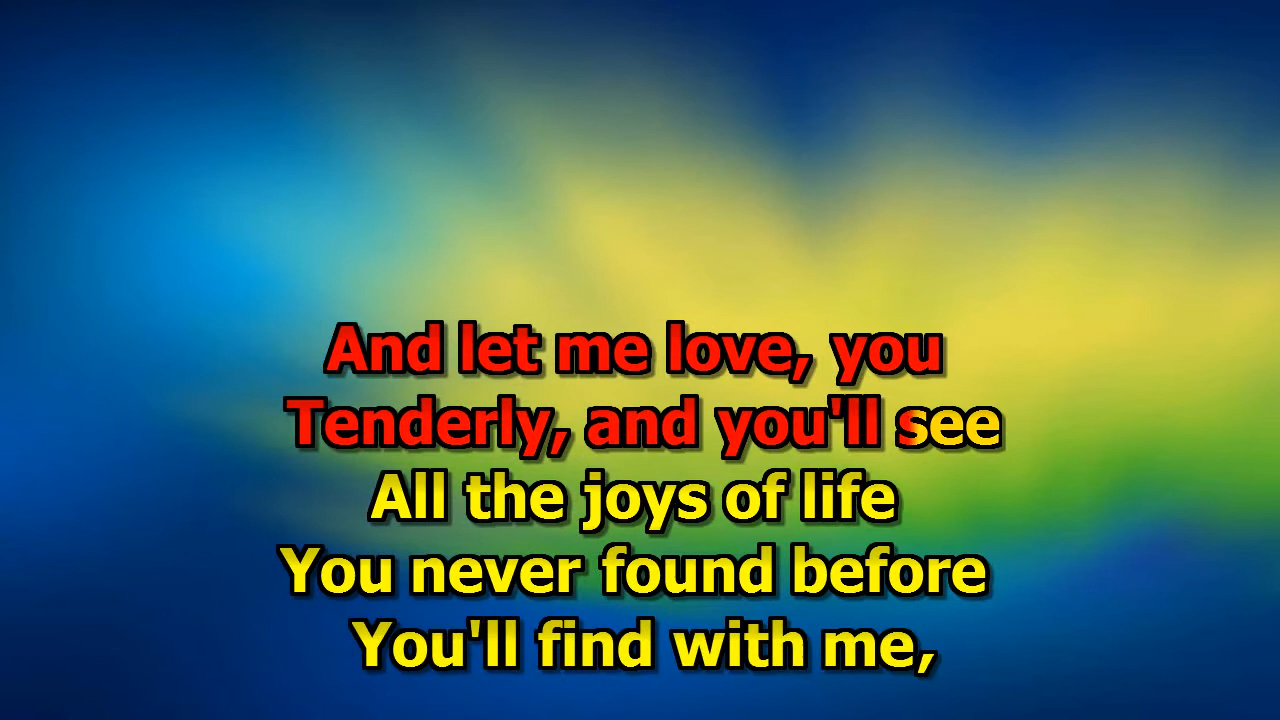 And let me love, you
Tenderly, and you'll see
All the joys of life
You never found before
You'll find with me,